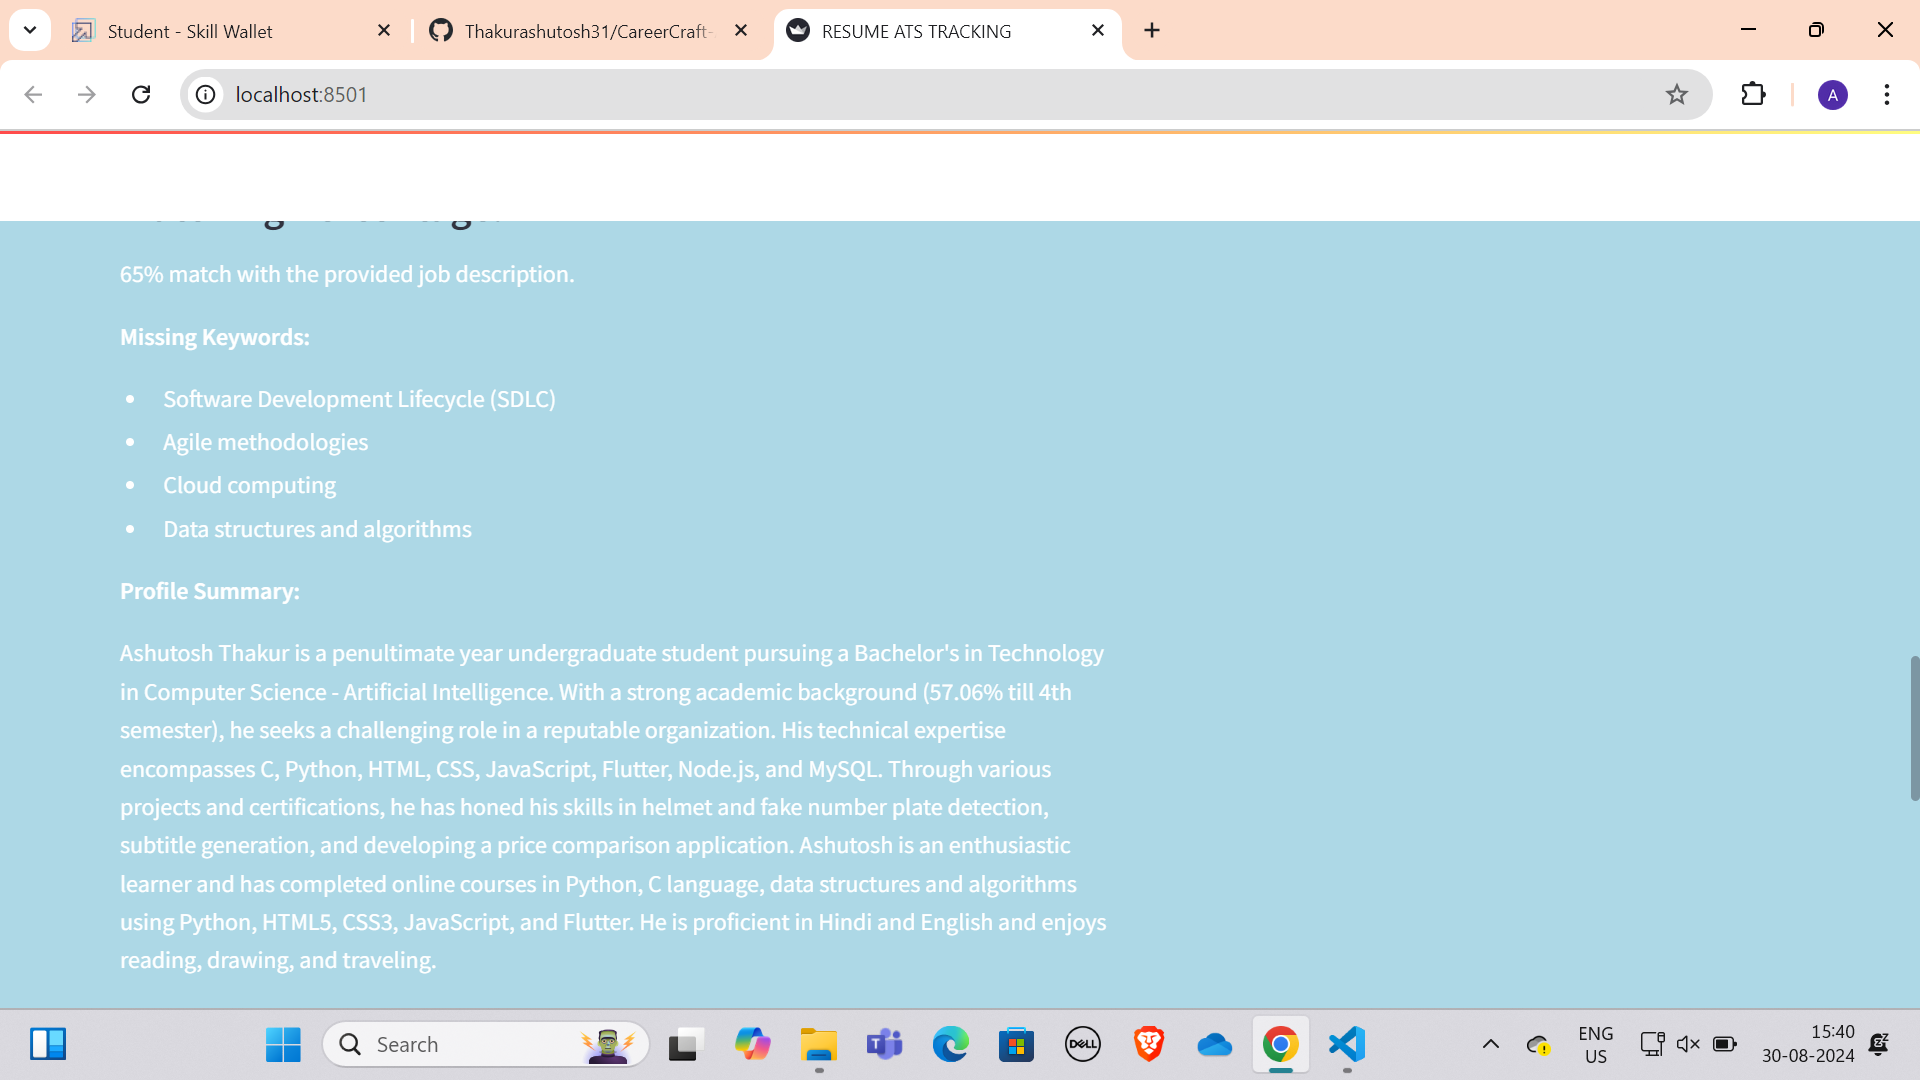 Student - Skill Wallet
Thakurashutosh31/CareerCraft-
RESUME ATS TRACKING
localhost:8501
A
65% match with the provided job description.
Missing Keywords:
• Software Development Lifecycle (SDLC)
• Agile methodologies
• Cloud computing
• Data structures and algorithms
Profile Summary:
Ashutosh Thakur is a penultimate year undergraduate student pursuing a Bachelor's in Technology
in Computer Science - Artificial Intelligence. With a strong academic background (57.06% till 4th
semester), he seeks a challenging role in a reputable organization. His technical expertise
encompasses C, Python, HTML, CSS, JavaScript, Flutter, Node.js, and MySQL. Through various
projects and certifications, he has honed his skills in helmet and fake number plate detection,
subtitle generation, and developing a price comparison application. Ashutosh is an enthusiastic
learner and has completed online courses in Python, C language, data structures and algorithms
using Python, HTML5, CSS3, JavaScript, and Flutter. He is proficient in Hindi and English and enjoys
reading, drawing, and traveling.
Search
DELL
ENG
US
15:40
30-08-2024